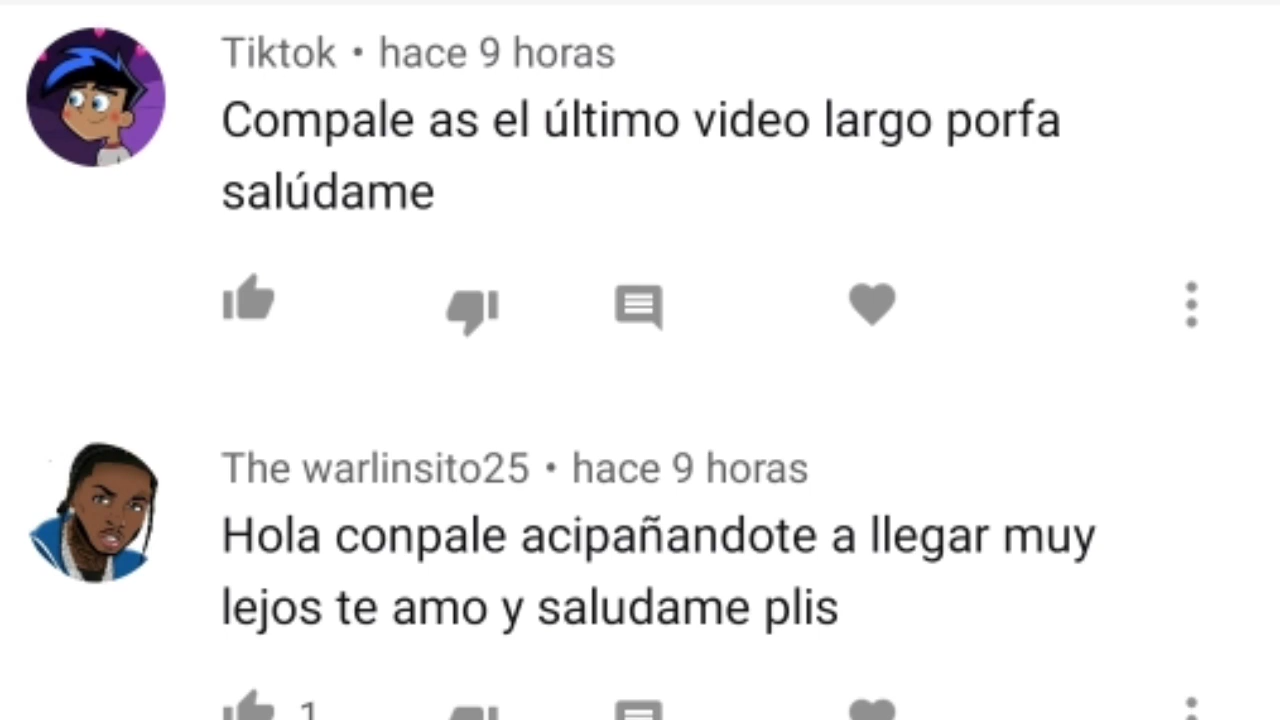 Tiktok • hace 9 horas
Compale as el último video largo porfa
salúdame
The warlinsito25 • hace 9 horas
Hola conpale acipañandote a llegar muy
lejos te amo y saludame plis
1